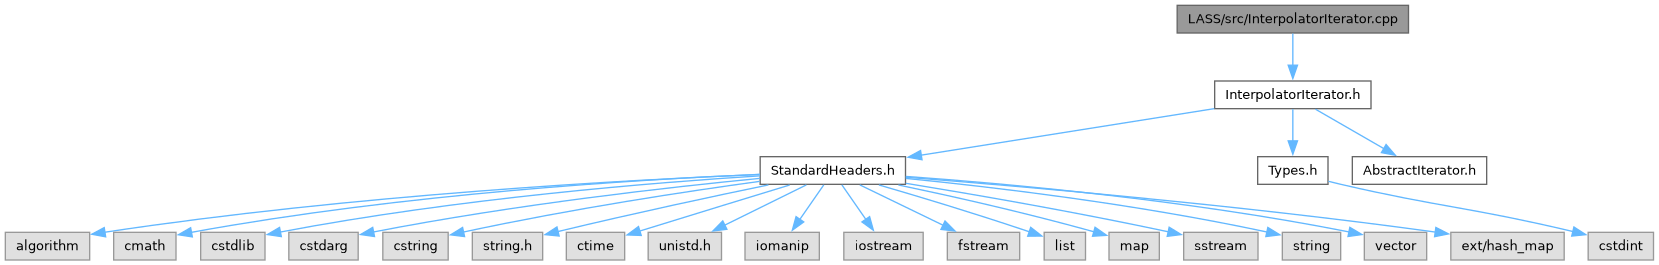 LASS/src/InterpolatorIterator.cpp
InterpolatorIterator.h
StandardHeaders.h
Types.h
AbstractIterator.h
algorithm
cmath
cstdlib
cstdarg
cstring
string.h
ctime
unistd.h
iomanip
iostream
fstream
list
map
sstream
string
vector
ext/hash_map
cstdint